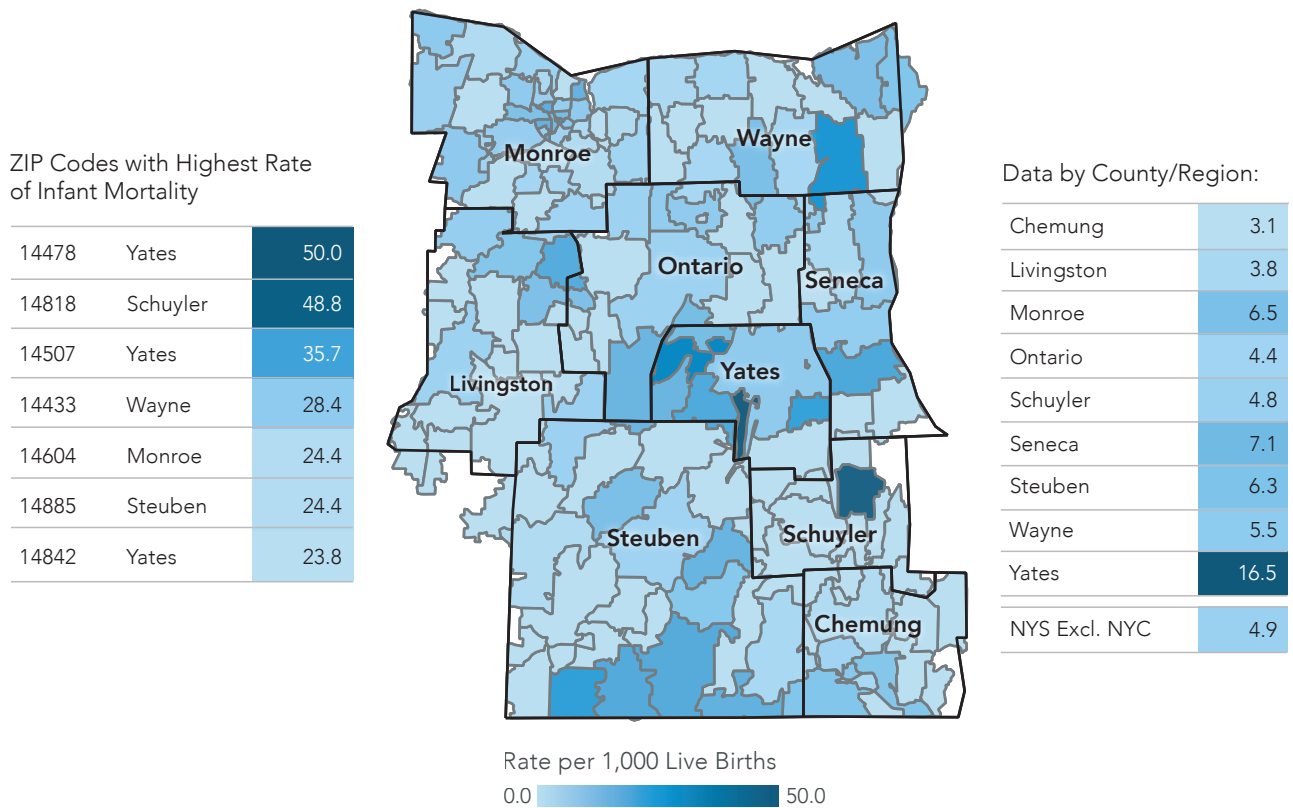 ZIP Codes with Highest Rate
of Infant Mortality
14478 Yates 50.0
14818 Schuyler 48.8
14507 Yates 35.7
14433 Wayne 28.4
14604 Monroe 24.4
14885 Steuben 24.4
14842 Yates 23.8
Monroe
Wayne
Ontario
Seneca
Livingston
Yates
Steuben
Schuyler
Chemung
Data by County/Region:
Chemung 3.1
Livingston 3.8
Monroe 6.5
Ontario 4.4
Schuyler 4.8
Seneca 7.1
Steuben 6.3
Wayne 5.5
Yates 16.5
NYS Excl. NYC 4.9
Rate per 1,000 Live Births
0.0 50.0